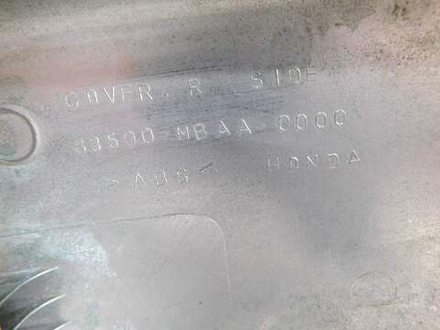 COVER, R. SIDE
83500-MBAA-0000
>ABS< HONDA